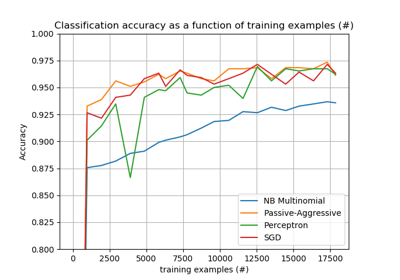 Classification accuracy as a function of training examples (#)
1.000
0.975
0.950
0.925
0.900
0.875
0.850
0.825
0.800
Accuracy
NB Multinomial
Passive-Aggressive
Perceptron
SGD
0 2500 5000 7500 10000 12500 15000 17500
training examples (#)